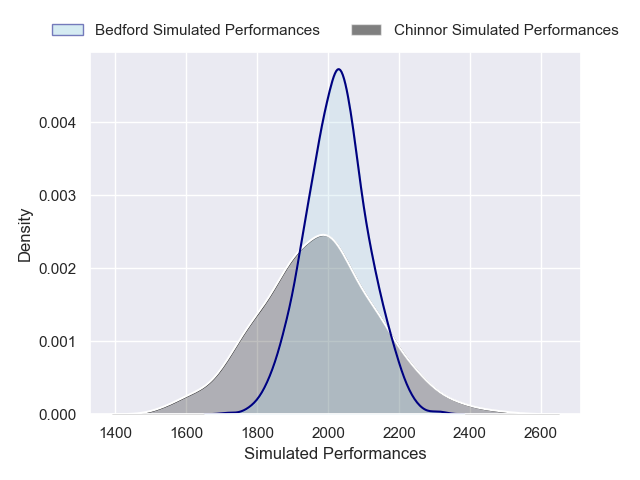 Bedford Simulated Performances Chinnor Simulated Performances
0.004
0.003
0.002
0.001
0.000
Density
1400 1600 1800 2000 2200 2400 2600
Simulated Performances